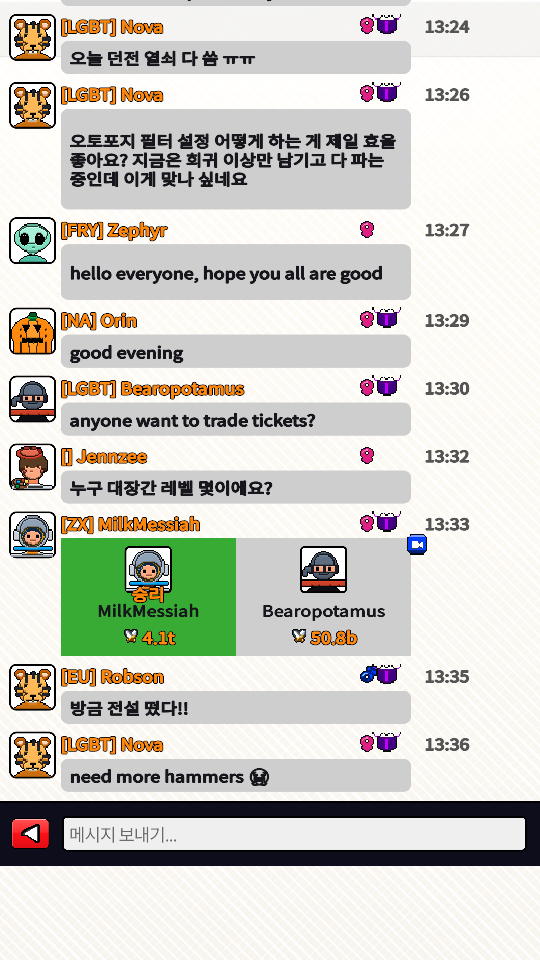 [LGBT] Nova
13:24
오늘 던전 열쇠 다 씀 ㅠㅠ
[LGBT] Nova
13:26
오토포지 필터 설정 어떻게 하는 게 제일 효율
좋아요? 지금은 희귀 이상만 남기고 다 파는
중인데 이게 맞나 싶네요
[FRY] Zephyr
13:27
hello everyone, hope you all are good
[NA] Orin
13:29
good evening
[LGBT] Bearopotamus
13:30
anyone want to trade tickets?
[] Jennzee
13:32
누구 대장간 레벨 몇이에요?
[ZX] MilkMessiah
13:33
승리
MilkMessiah
4.1t
Bearopotamus
50.8b
[EU] Robson
13:35
방금 전설 떴다!!
[LGBT] Nova
13:36
need more hammers 😭
메시지 보내기...